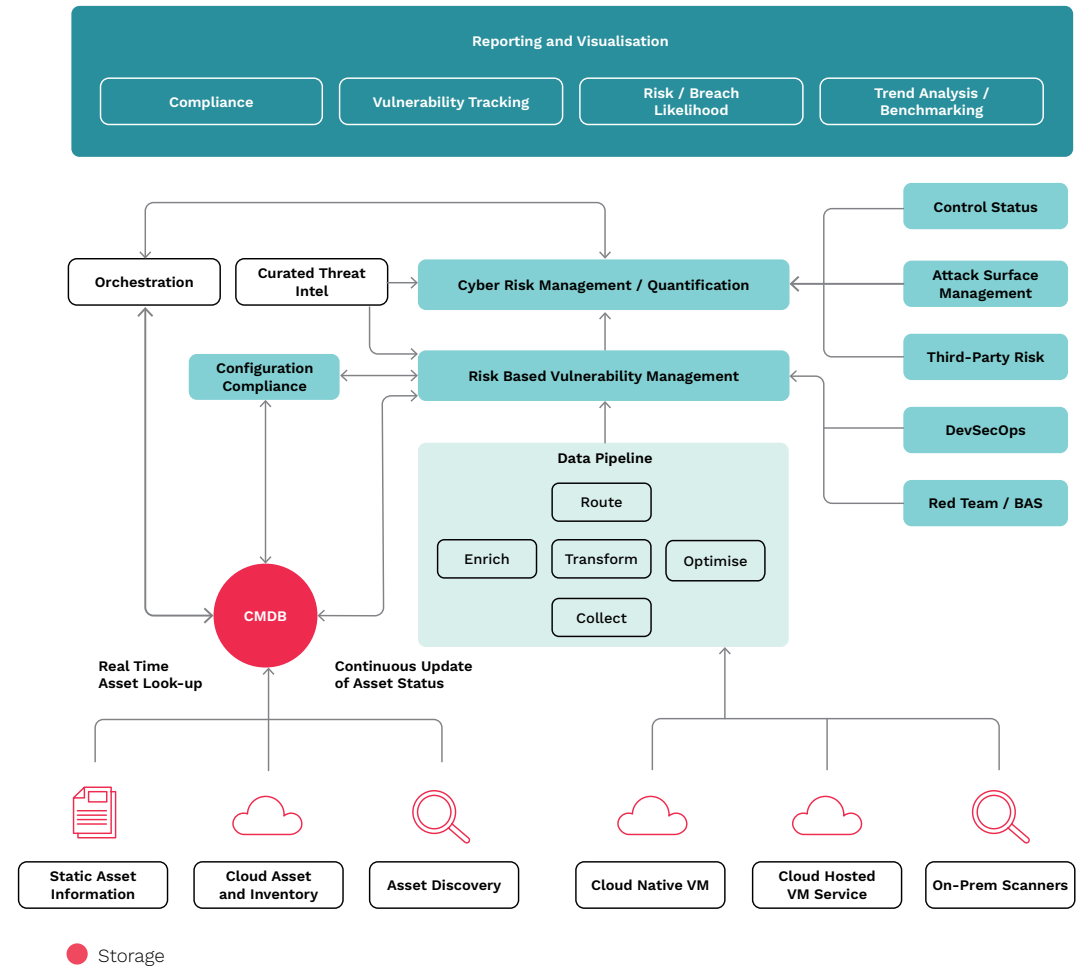 Reporting and Visualisation
Compliance
Vulnerability Tracking
Risk / Breach
Likelihood
Trend Analysis /
Benchmarking
Control Status
Orchestration
Curated Threat
Intel
Cyber Risk Management / Quantification
Attack Surface
Management
Configuration
Compliance
Risk Based Vulnerability Management
Third-Party Risk
DevSecOps
Red Team / BAS
Data Pipeline
Route
Enrich
Transform
Optimise
Collect
CMDB
Real Time
Asset Look-up
Continuous Update
of Asset Status
Static Asset
Information
Cloud Asset
and Inventory
Asset Discovery
Cloud Native VM
Cloud Hosted
VM Service
On-Prem Scanners
Storage